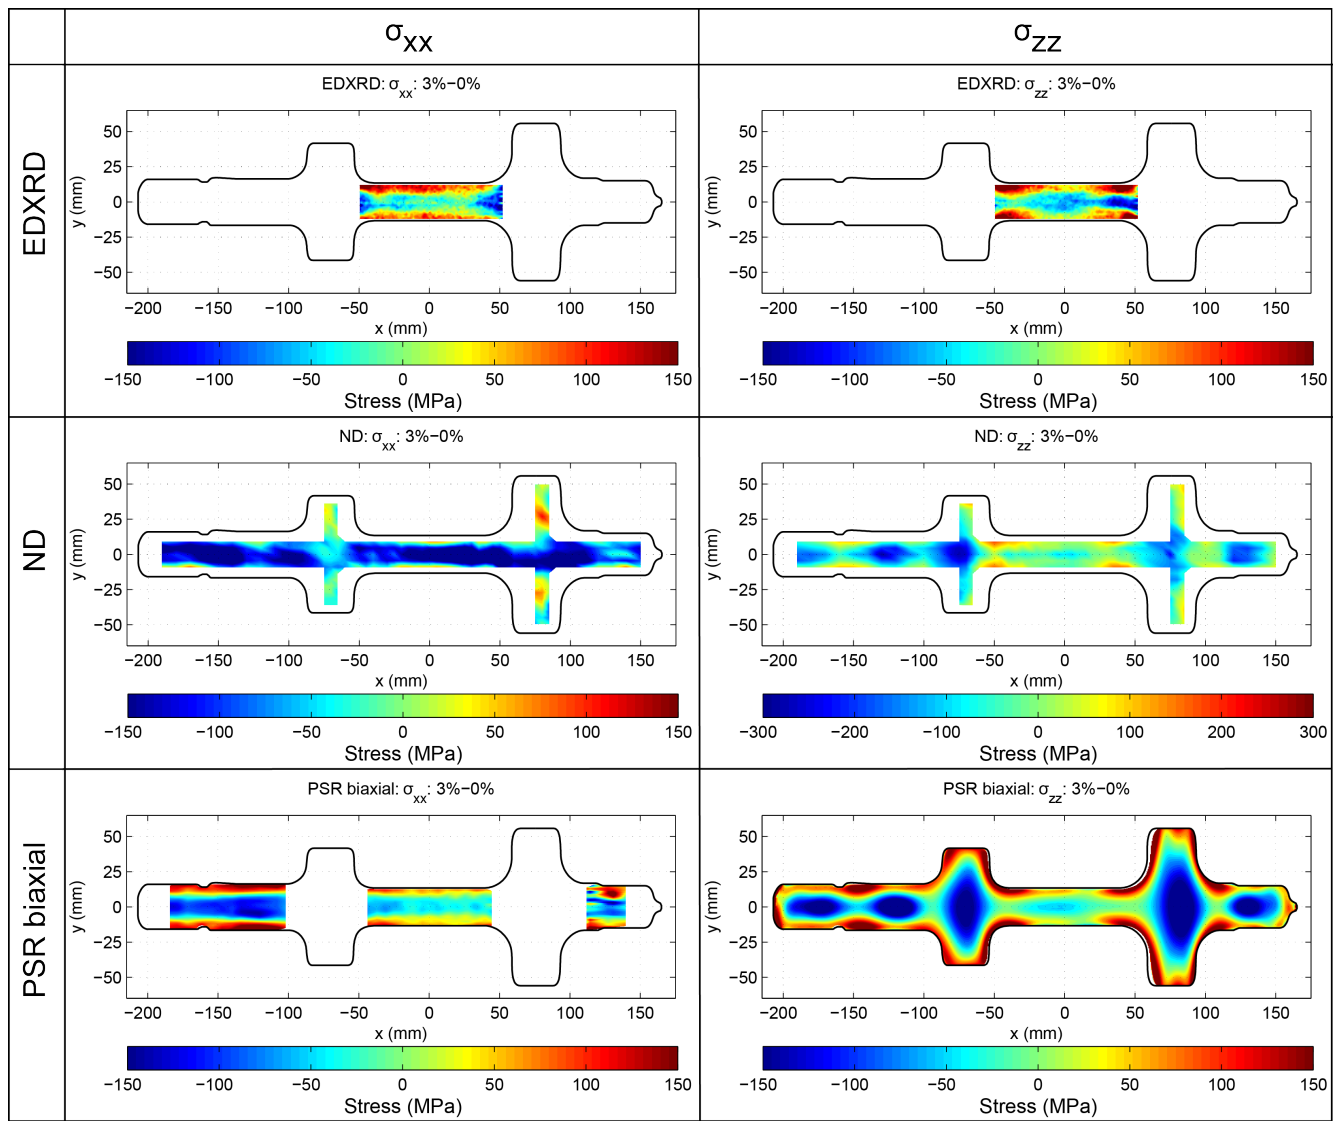 σxx
σzz
EDXRD
EDXRD: σxx: 3%−0%
50
25
0
−25
−50
y (mm)
−200 −150 −100 −50 0 50 100 150
x (mm)
−150 −100 −50 0 50 100 150
Stress (MPa)
EDXRD: σzz: 3%−0%
50
25
0
−25
−50
y (mm)
−200 −150 −100 −50 0 50 100 150
x (mm)
−150 −100 −50 0 50 100 150
Stress (MPa)
ND
ND: σxx: 3%−0%
50
25
0
−25
−50
y (mm)
−200 −150 −100 −50 0 50 100 150
x (mm)
−150 −100 −50 0 50 100 150
Stress (MPa)
ND: σzz: 3%−0%
50
25
0
−25
−50
y (mm)
−200 −150 −100 −50 0 50 100 150
x (mm)
−300 −200 −100 0 100 200 300
Stress (MPa)
PSR biaxial
PSR biaxial: σxx: 3%−0%
50
25
0
−25
−50
y (mm)
−200 −150 −100 −50 0 50 100 150
x (mm)
−150 −100 −50 0 50 100 150
Stress (MPa)
PSR biaxial: σzz: 3%−0%
50
25
0
−25
−50
y (mm)
−200 −150 −100 −50 0 50 100 150
x (mm)
−150 −100 −50 0 50 100 150
Stress (MPa)